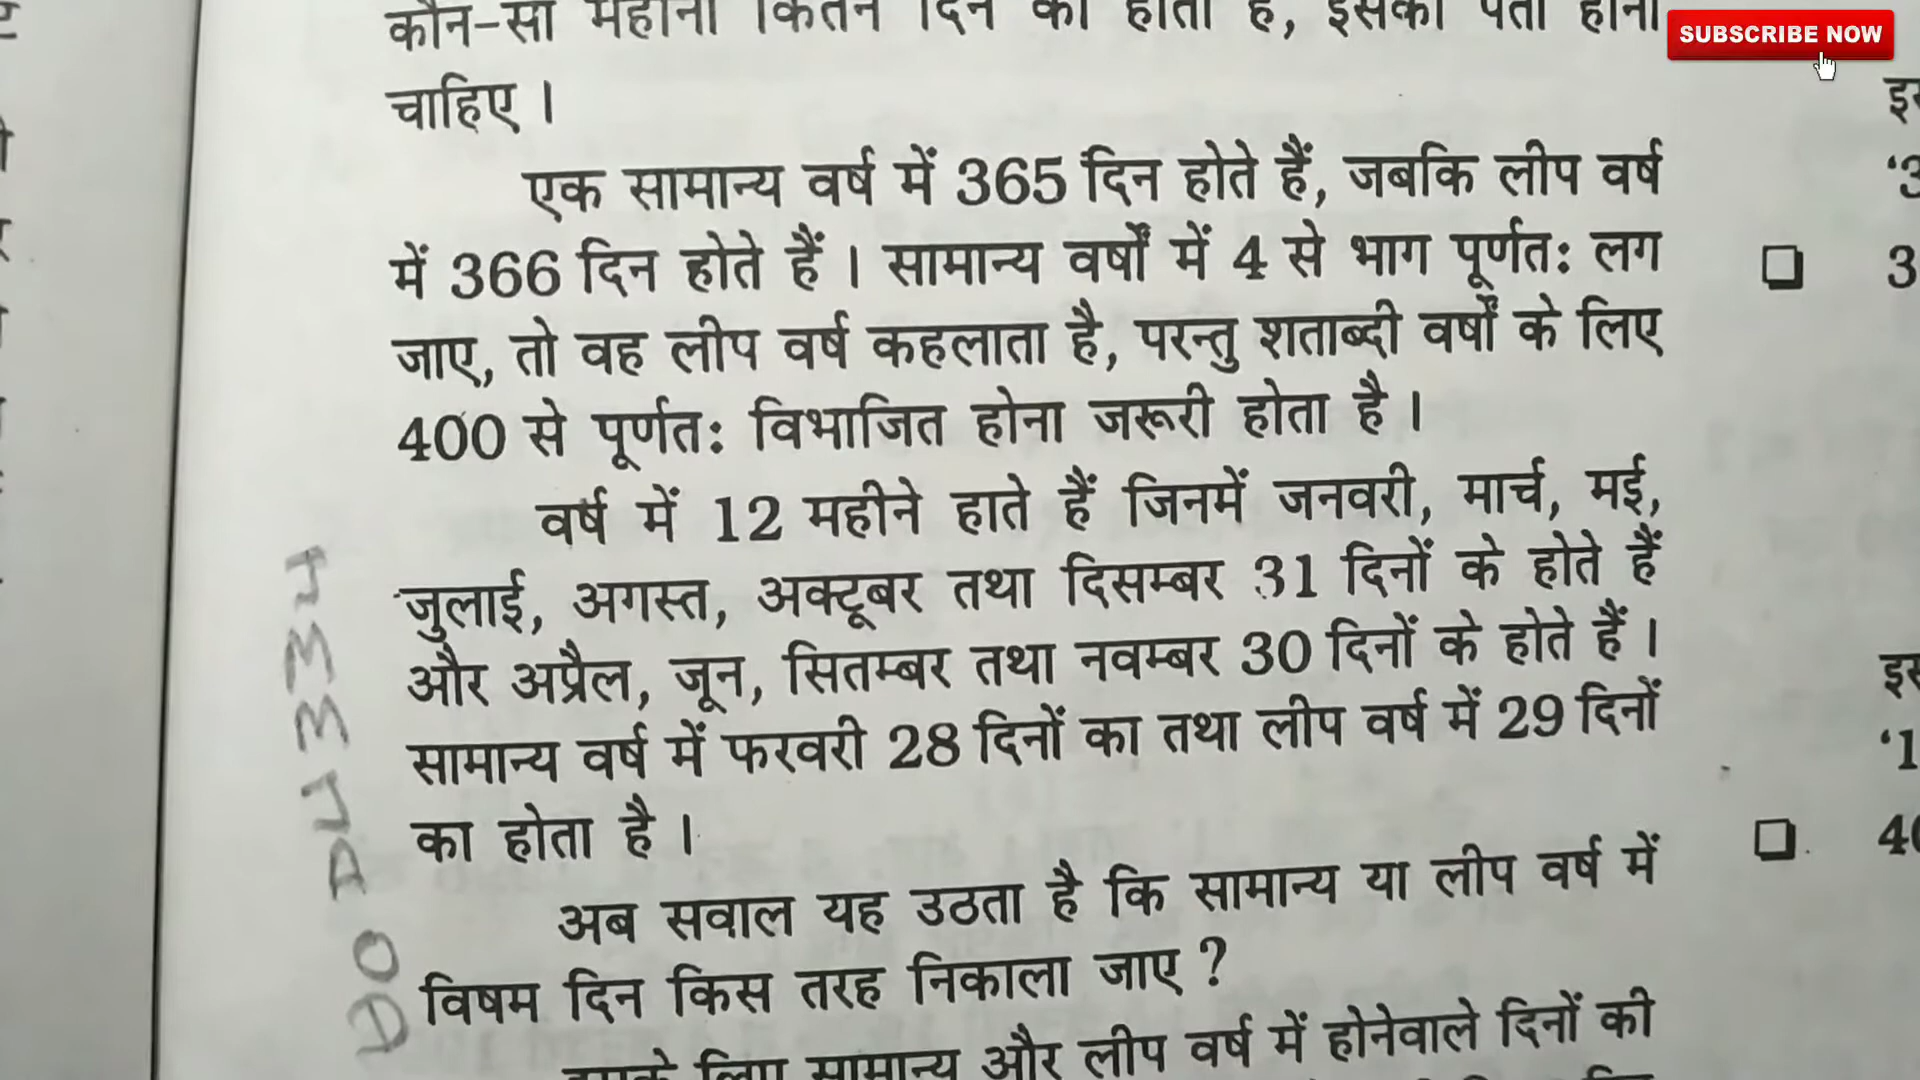 कौन-सा महीना कितने दिन का होता है, इसका पता होना
SUBSCRIBE NOW
चाहिए ।
एक सामान्य वर्ष में 365 दिन होते हैं, जबकि लीप वर्ष
में 366 दिन होते हैं । सामान्य वर्षों में 4 से भाग पूर्णत: लग
जाए, तो वह लीप वर्ष कहलाता है, परन्तु शताब्दी वर्षों के लिए
400 से पूर्णत: विभाजित होना जरूरी होता है ।
वर्ष में 12 महीने हाते हैं जिनमें जनवरी, मार्च, मई,
जुलाई, अगस्त, अक्टूबर तथा दिसम्बर 31 दिनों के होते हैं
और अप्रैल, जून, सितम्बर तथा नवम्बर 30 दिनों के होते हैं ।
सामान्य वर्ष में फरवरी 28 दिनों का तथा लीप वर्ष में 29 दिनों
का होता है ।
अब सवाल यह उठता है कि सामान्य या लीप वर्ष में
विषम दिन किस तरह निकाला जाए ?
इसके लिए सामान्य और लीप वर्ष में होनेवाले दिनों की
J
M
M
J
A
O
D